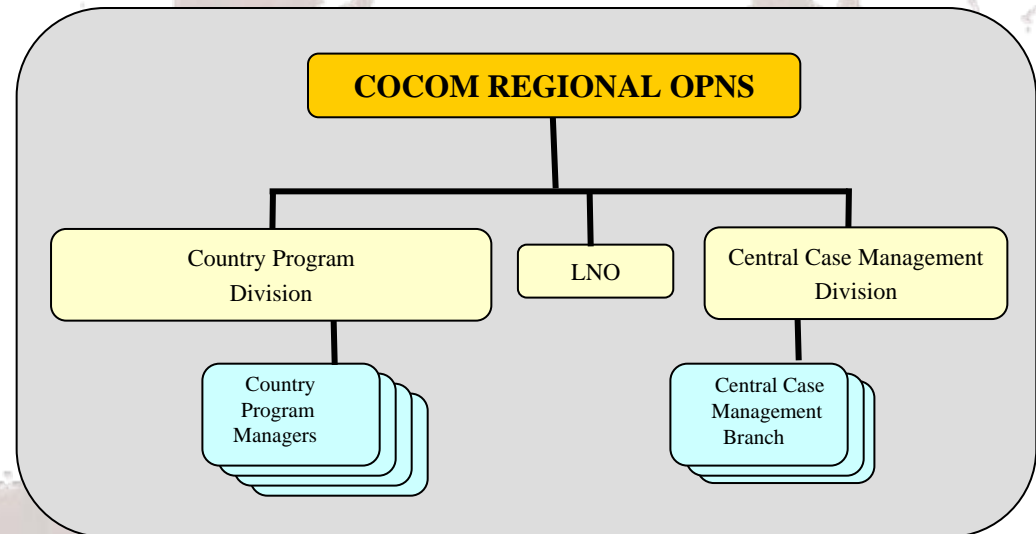 COCOM REGIONAL OPNS
Country Program
Division
LNO
Central Case Management
Division
Country
Program
Managers
Central Case
Management
Branch